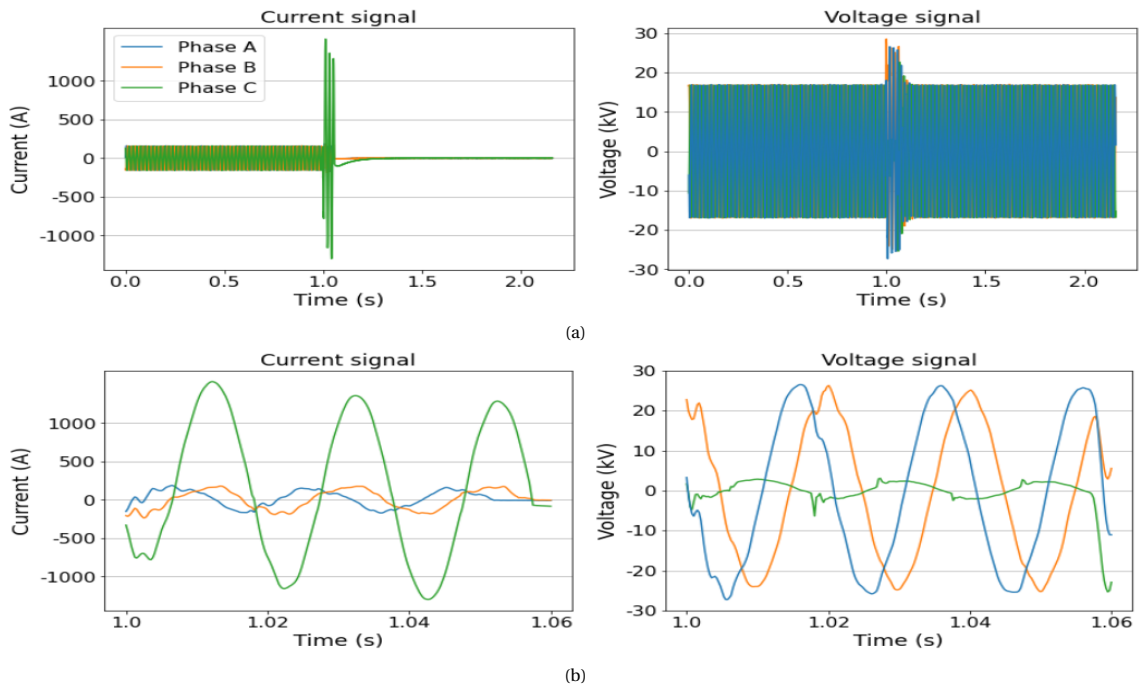 Current signal
Current (A)
1000
500
0
-500
-1000
Phase A
Phase B
Phase C
0.0 0.5 1.0 1.5 2.0
Time (s)
Voltage signal
Voltage (kV)
30
20
10
0
-10
-20
-30
0.0 0.5 1.0 1.5 2.0
Time (s)
(a)
Current signal
Current (A)
1000
500
0
-500
-1000
1.0 1.02 1.04 1.06
Time (s)
Voltage signal
Voltage (kV)
30
20
10
0
-10
-20
-30
1.0 1.02 1.04 1.06
Time (s)
(b)